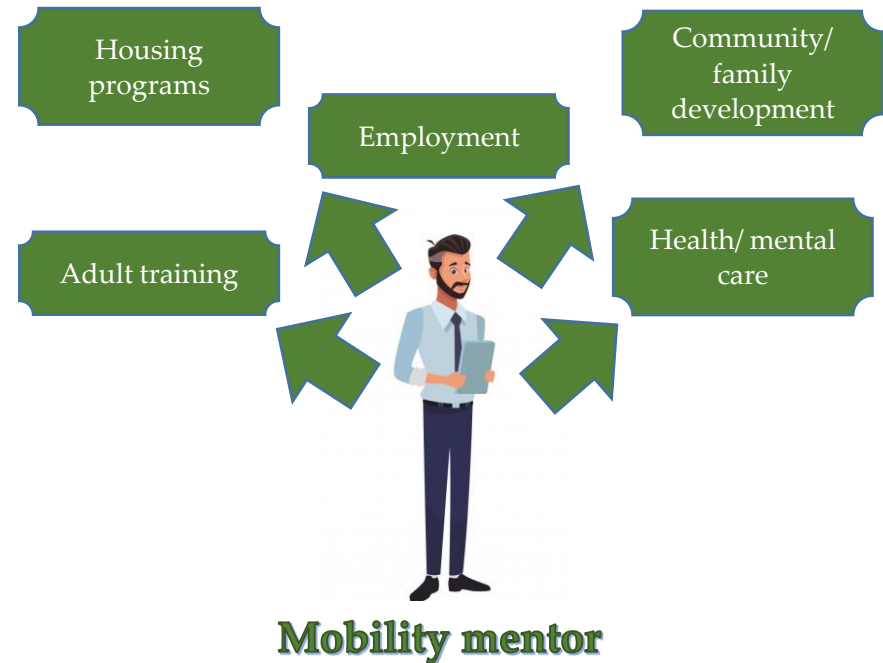 Housing
programs
Community/
family
development
Employment
Adult training
Health/ mental
care
Mobility mentor